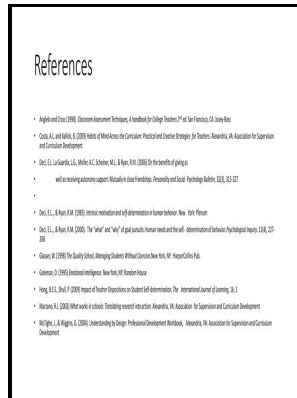 References
• Angelo and Cross (1998) Classroom Assessment Techniques, A handbook for College Teachers 2nd ed. San Francisco, CA: Josey-Bass
• Costa, A.L. and Kallick, B. (2009) Habits of Mind Across the Curriculum: Practical and Creative Strategies for Teachers. Alexandria, VA: Association for Supervision
and Curriculum Development
• Deci, E.L. La Guardia, L.G., Moller, A.C. Scheiner, M.L., & Ryan, R.M. (2006) On the benefits of giving as
• well as receiving autonomy support: Mutually in close friendships. Personality and Social Psychology Bulletin, 32(3), 313-327
•
• Deci, E.L., & Ryan, R.M. (1985). Intrinsic motivation and self-determination in human behavior. New York: Plenum
• Deci, E.L., & Ryan, R.M. (2000). The "what" and "why" of goal pursuits: Human needs and the self- determination of behavior. Psychological Inquiry. 11(4), 227-
268
• Glasser, W. (1998) The Quality School, Managing Students Without Coercion, New York, NY: HarperCollins Pub.
• Goleman, D. (1995) Emotional Intelligence. New York, NY: Random House
• Hong, B.S.S., Shull, P. (2009) Impact of Teacher Dispositions on Student Self-determination, The International Journal of Learning. 16, 1
• Marzano, R.J. (2003) What works in schools: Translating research into action. Alexandria, VA: Association for Supervision and Curriculum Development
• McTighe, J., & Wiggins, G. (2004). Understanding by Design: Professional Development Workbook, Alexandria, VA: Association for Supervision and Curriculum
Development